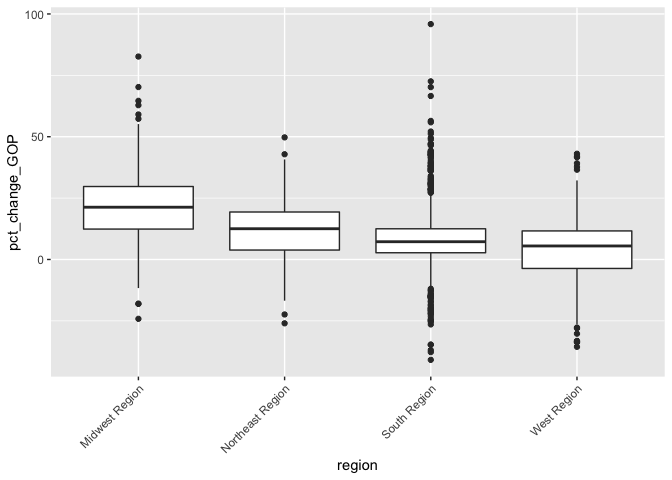 100
50
0
pct_change_GOP
Midwest Region
Northeast Region
South Region
West Region
region